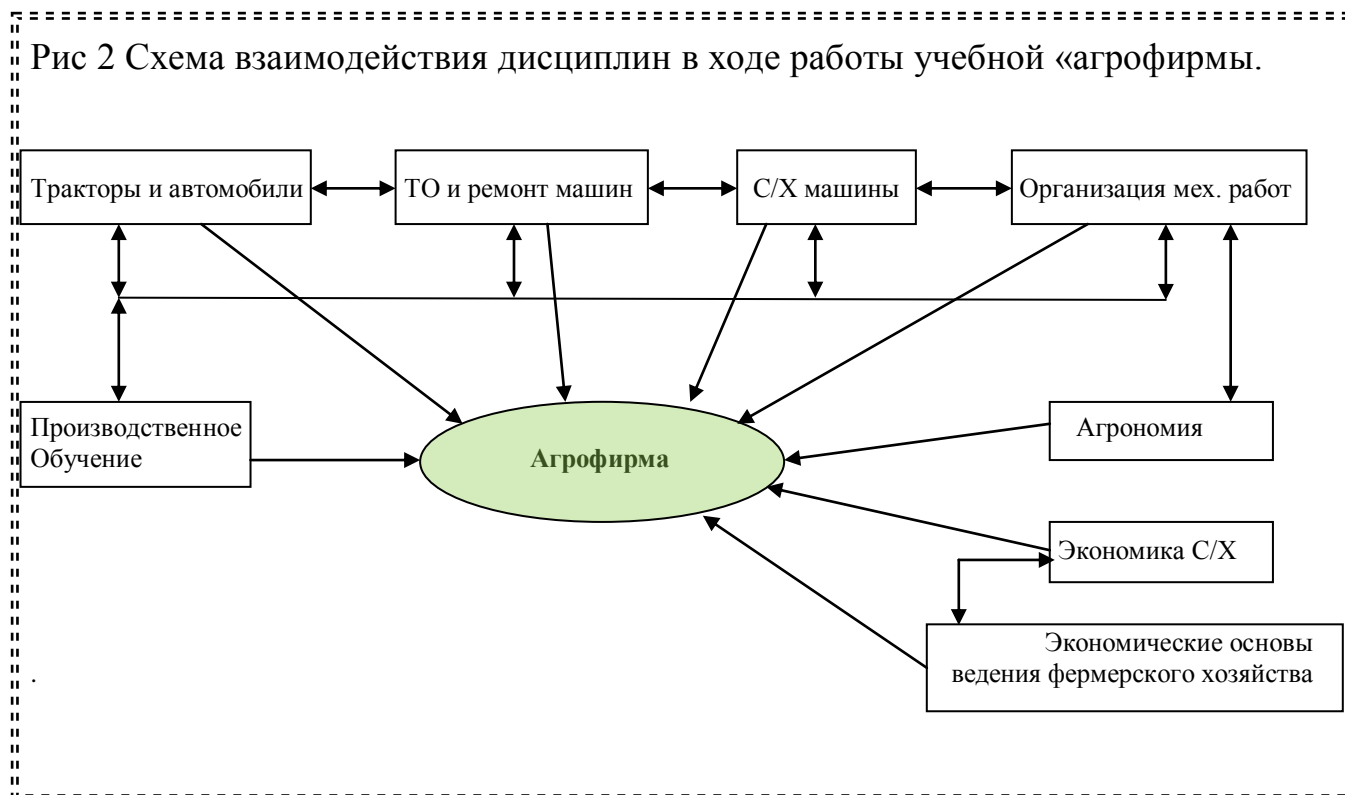 Рис 2 Схема взаимодействия дисциплин в ходе работы учебной «агрофирмы.
Тракторы и автомобили
ТО и ремонт машин
С/Х машины
Организация мех. работ
Производственное
Обучение
Агрофирма
Агрономия
Экономика С/Х
Экономические основы
ведения фермерского хозяйства
.